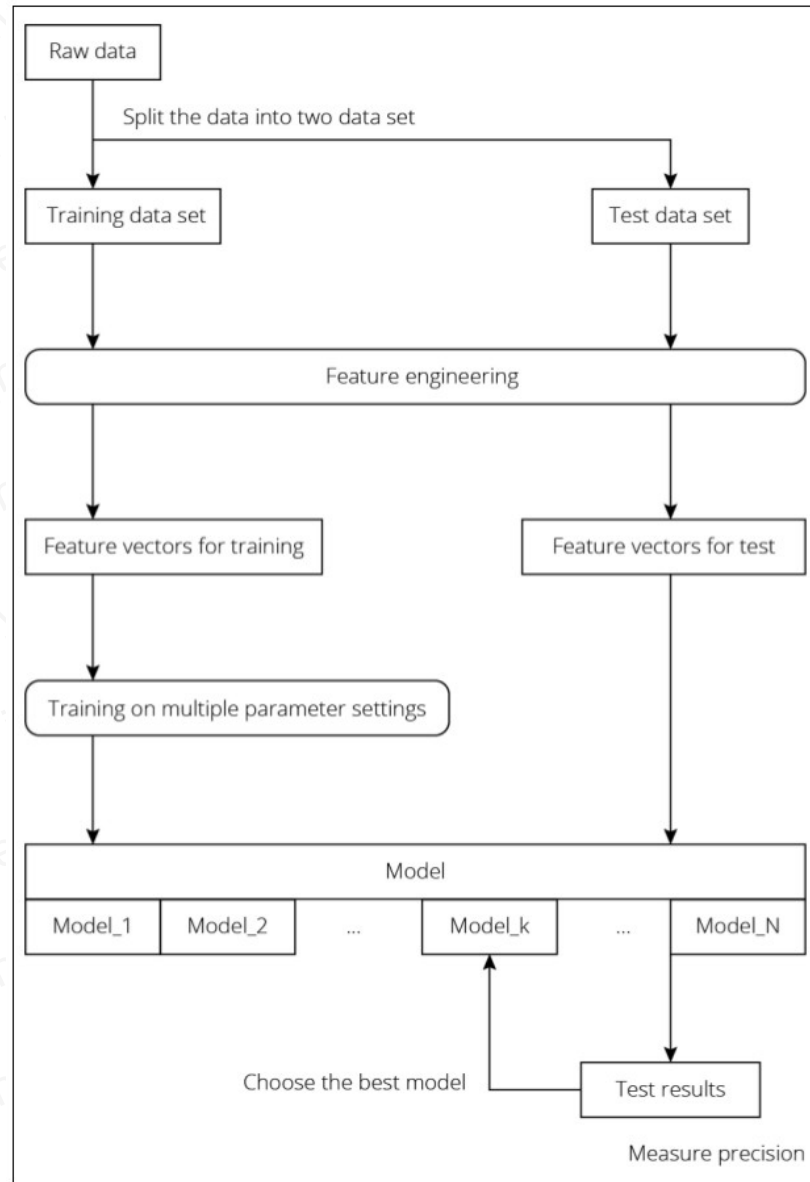 Raw data
Split the data into two data set
Training data set
Test data set
Feature engineering
Feature vectors for training
Feature vectors for test
Training on multiple parameter settings
Model
Model_1
Model_2
...
Model_k
...
Model_N
Choose the best model
Test results
Measure precision